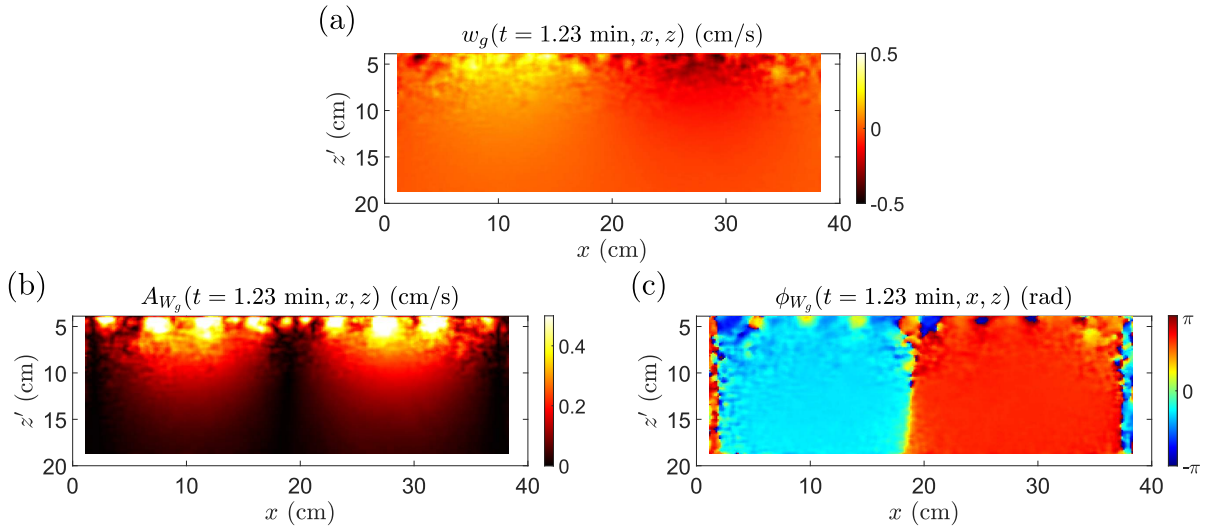 (a)
w_g(t = 1.23 min, x, z) (cm/s)
z′ (cm)
5
10
15
20
0 10 20 30 40
x (cm)
0.5
0
-0.5
(b)
A_{W_g}(t = 1.23 min, x, z) (cm/s)
z′ (cm)
5
10
15
20
0 10 20 30 40
x (cm)
0.4
0.2
0
(c)
ϕ_{W_g}(t = 1.23 min, x, z) (rad)
z′ (cm)
5
10
15
20
0 10 20 30 40
x (cm)
π
0
-π